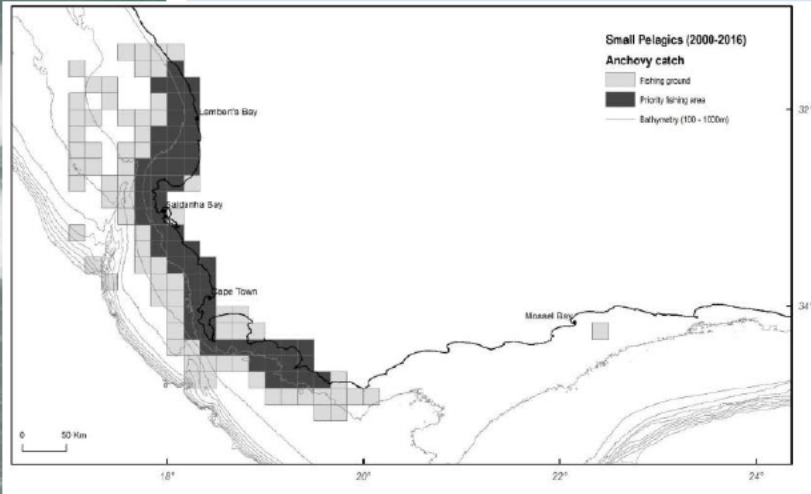 Small Pelagics (2000-2016)
Anchovy catch
Fishing ground
Priority fishing area
Bathymetry (100 - 1000m)
Lambert's Bay
32°
Saldanha Bay
Cape Town
34°
Mossel Bay
0 50 Km
18° 20° 22° 24°